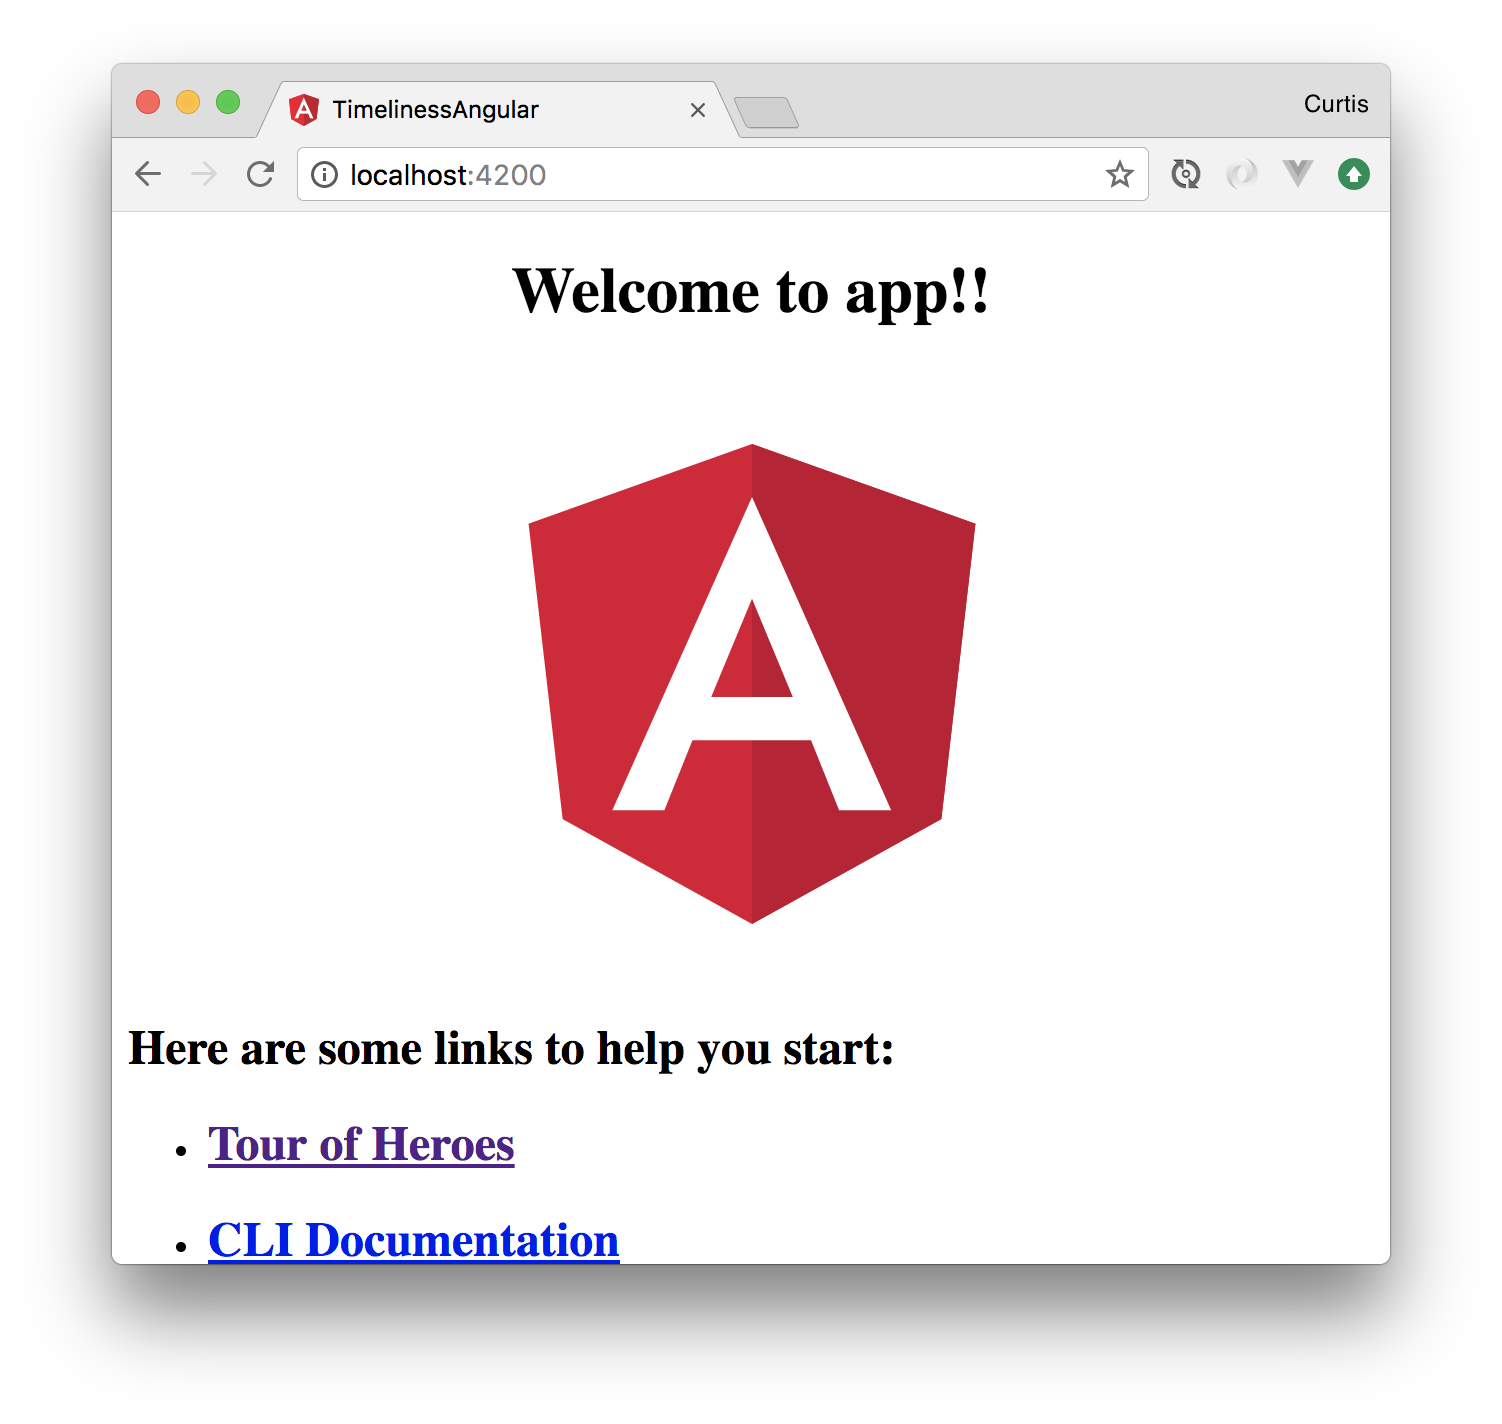 TimelinessAngular
Curtis
localhost:4200
Welcome to app!!
A
Here are some links to help you start:
Tour of Heroes
CLI Documentation